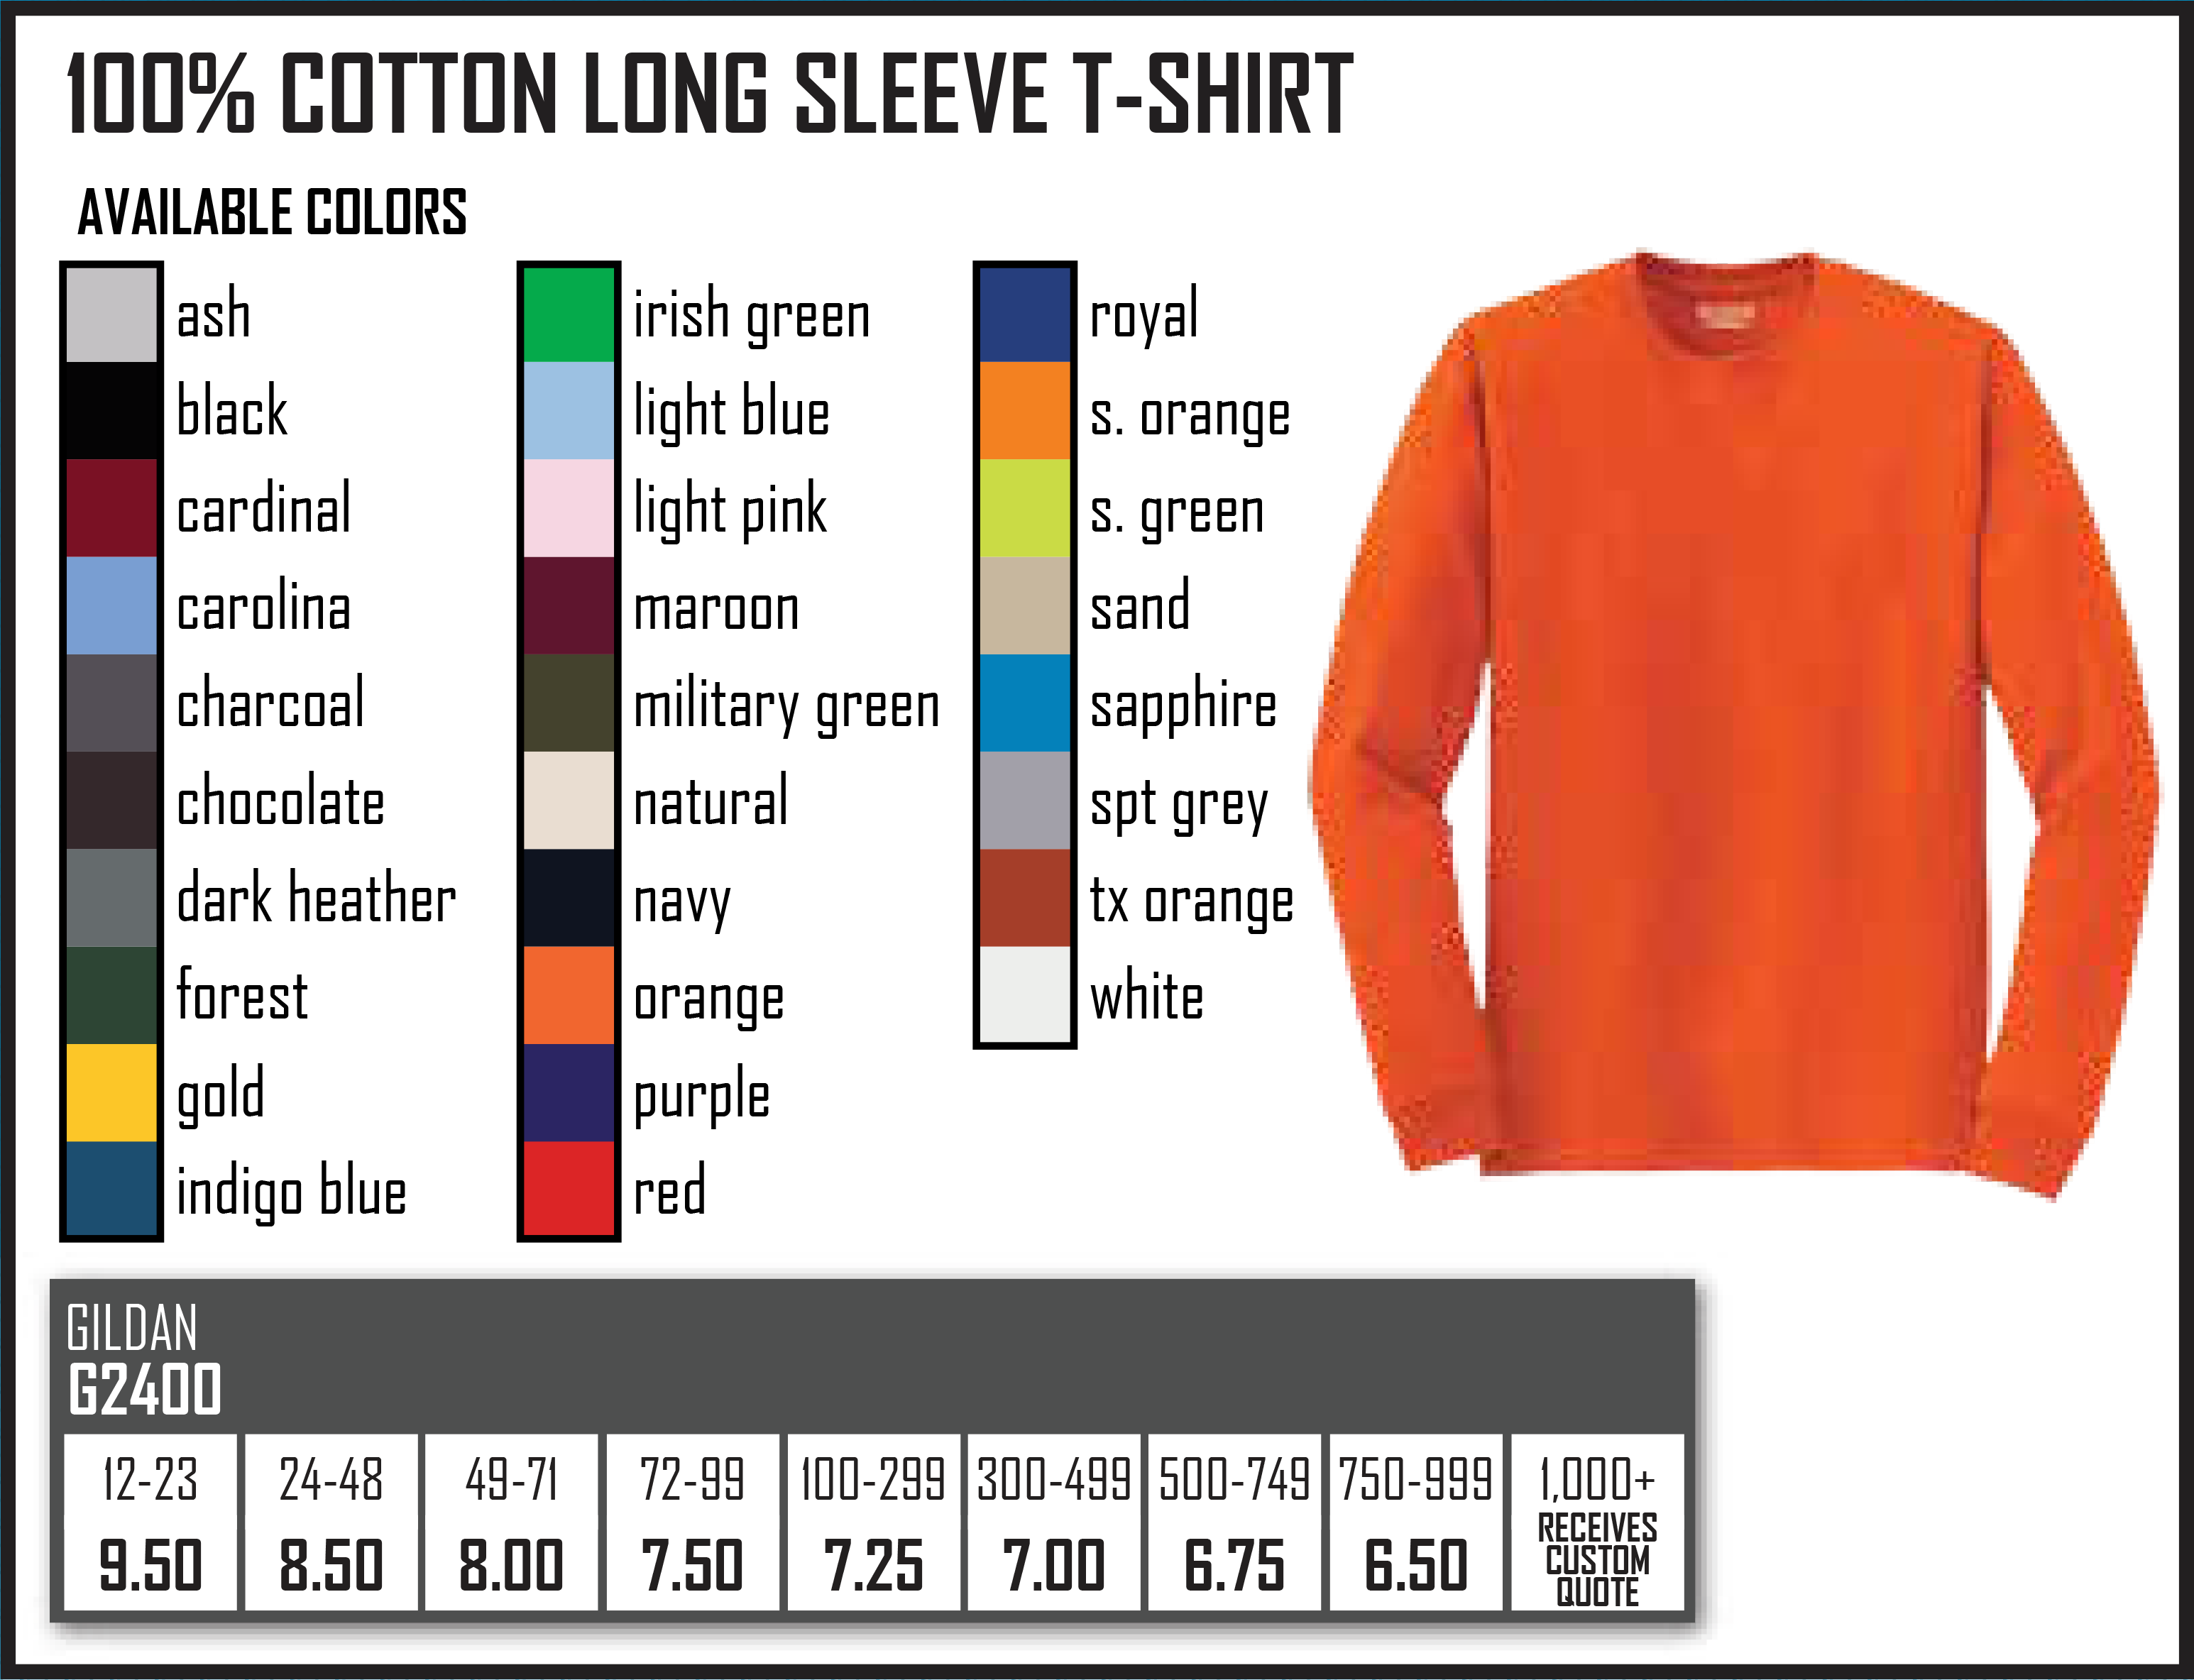 100% COTTON LONG SLEEVE T-SHIRT
AVAILABLE COLORS
ash
black
cardinal
carolina
charcoal
chocolate
dark heather
forest
gold
indigo blue
irish green
light blue
light pink
maroon
military green
natural
navy
orange
purple
red
royal
s. orange
s. green
sand
sapphire
spt grey
tx orange
white
GILDAN
G2400
12-23 24-48 49-71 72-99 100-299 300-499 500-749 750-999 1,000+
9.50 8.50 8.00 7.50 7.25 7.00 6.75 6.50
RECEIVES
CUSTOM
QUOTE